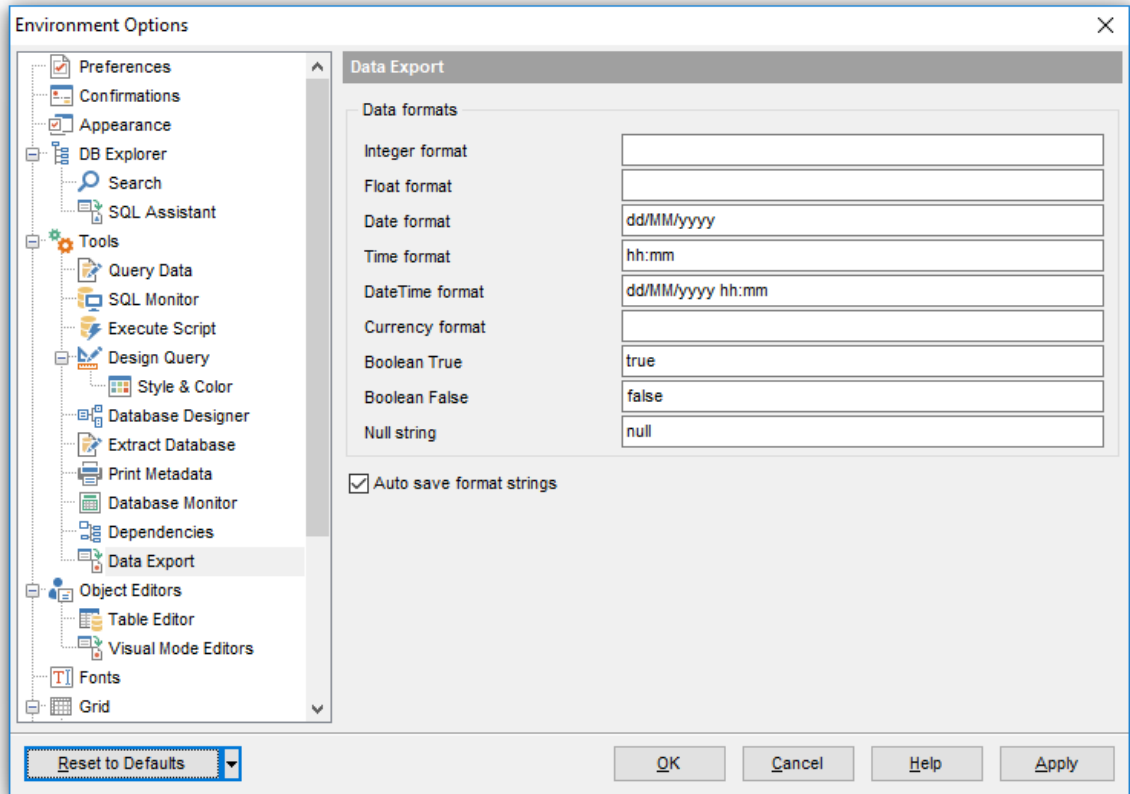 Environment Options
Preferences
Confirmations
Appearance
DB Explorer
Search
SQL Assistant
Tools
Query Data
SQL Monitor
Execute Script
Design Query
Style & Color
Database Designer
Extract Database
Print Metadata
Database Monitor
Dependencies
Data Export
Object Editors
Table Editor
Visual Mode Editors
Fonts
Grid
Data Export
Data formats
Integer format
Float format
Date format dd/MM/yyyy
Time format hh:mm
DateTime format dd/MM/yyyy hh:mm
Currency format
Boolean True true
Boolean False false
Null string null
Auto save format strings
Reset to Defaults OK Cancel Help Apply